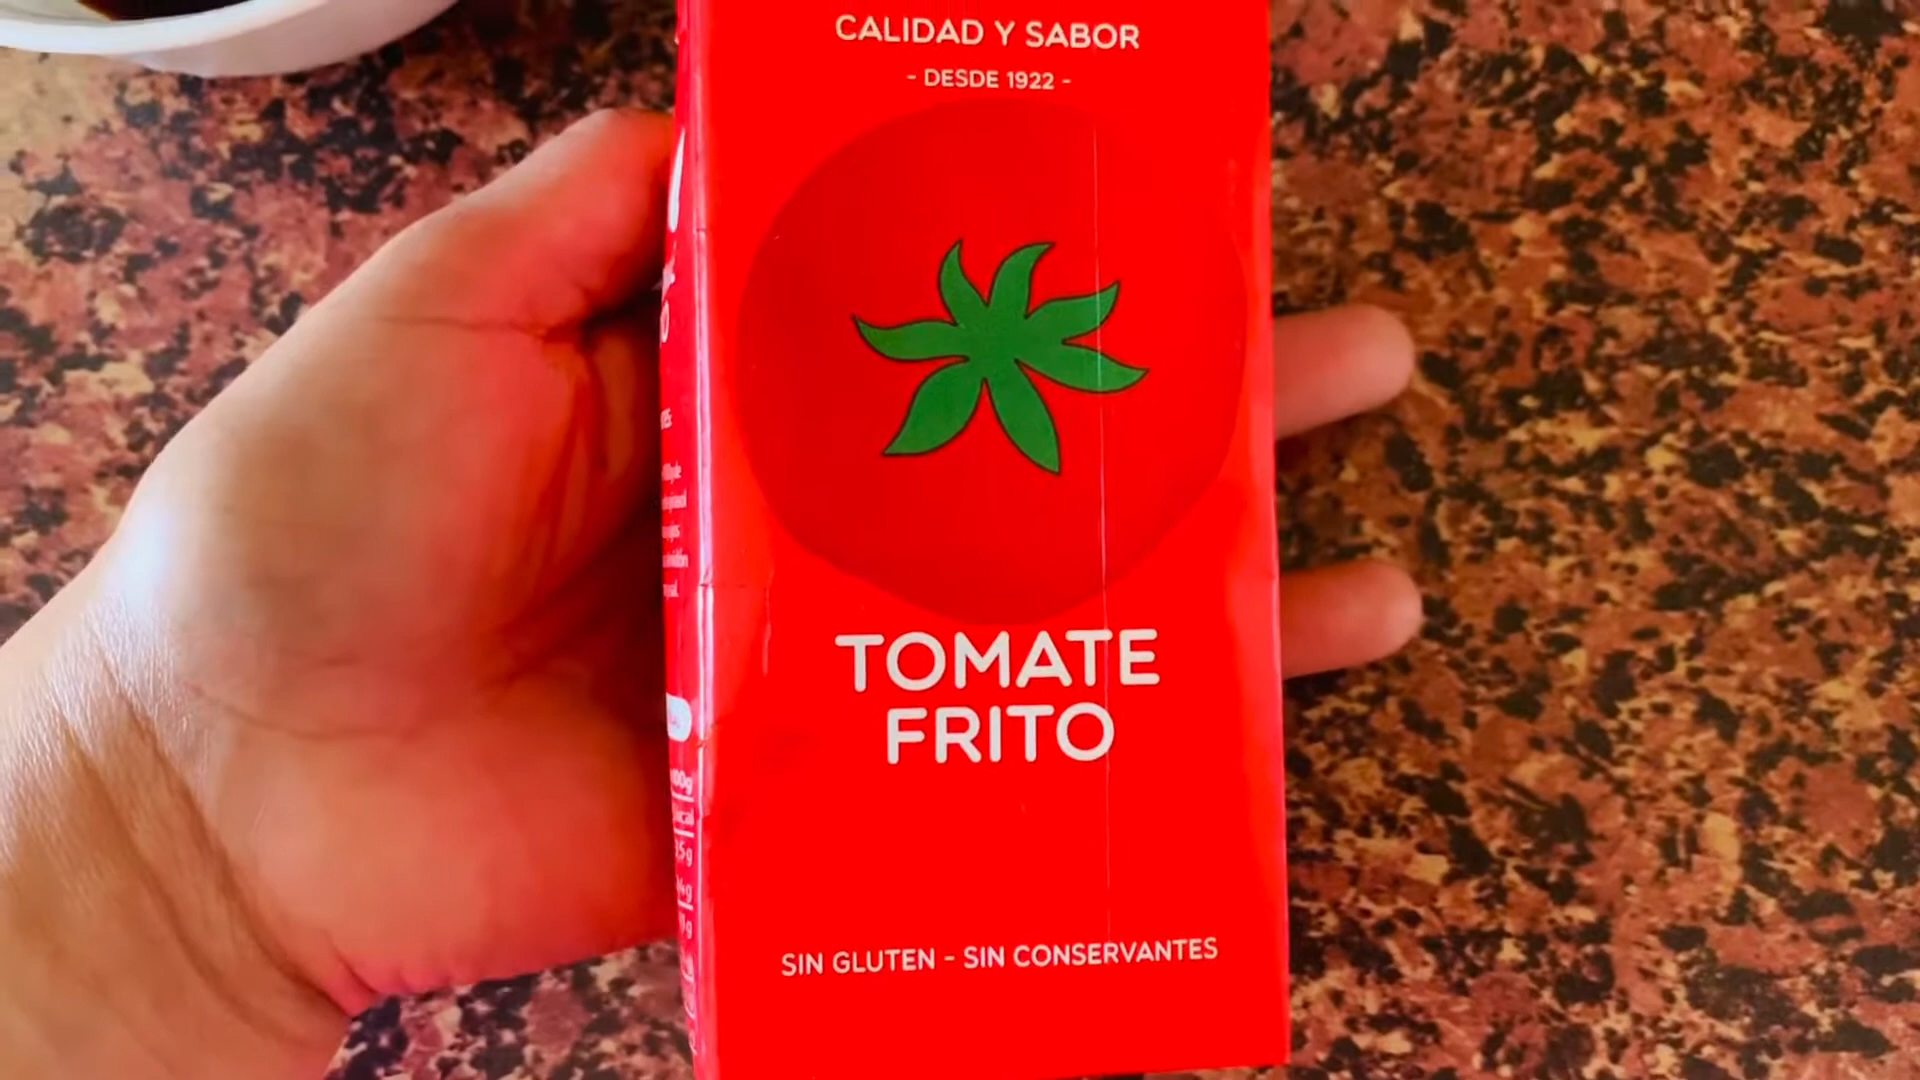 CALIDAD Y SABOR
- DESDE 1922 -
TOMATE
FRITO
SIN GLUTEN - SIN CONSERVANTES